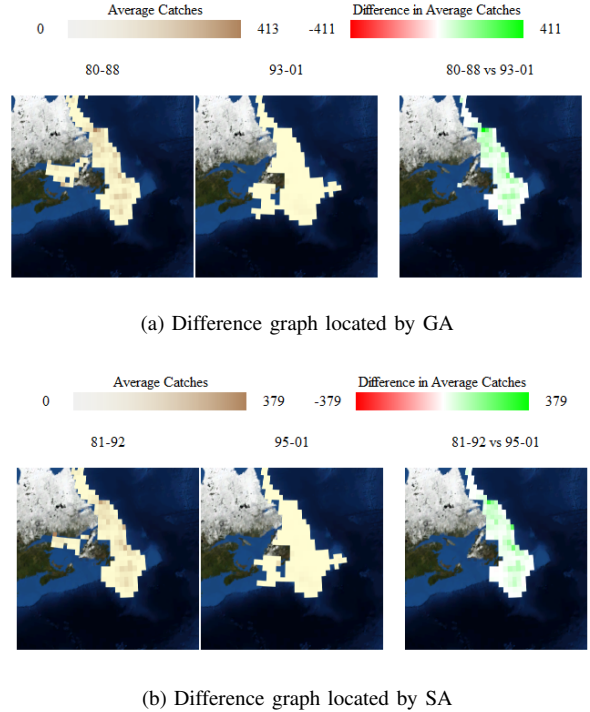 Average Catches Difference in Average Catches
0 413 -411 411
80-88 93-01 80-88 vs 93-01
(a) Difference graph located by GA
Average Catches Difference in Average Catches
0 379 -379 379
81-92 95-01 81-92 vs 95-01
(b) Difference graph located by SA